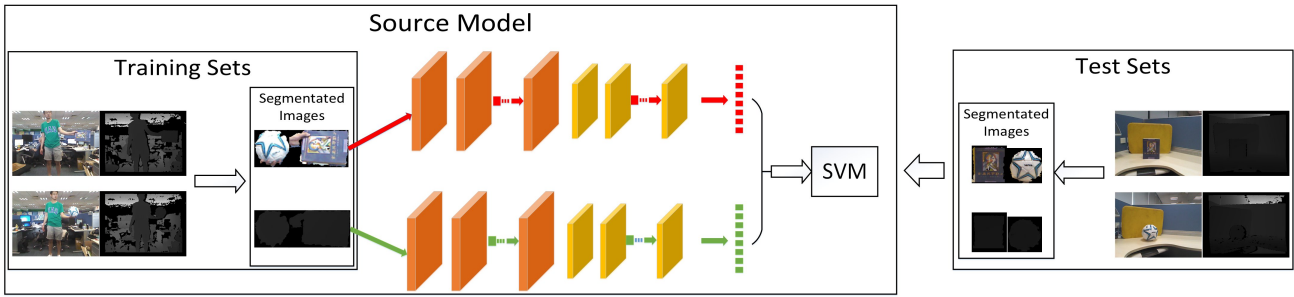 Source Model
Training Sets
Segmentated
Images
SVM
Test Sets
Segmentated
Images